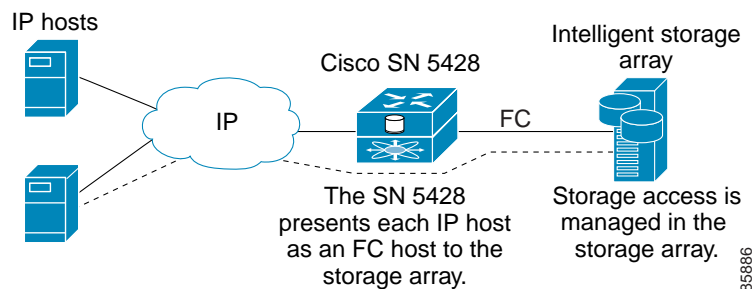 IP hosts
Cisco SN 5428
Intelligent storage
array
IP
FC
The SN 5428
presents each IP host
as an FC host to the
storage array.
Storage access is
managed in the
storage array.
85886